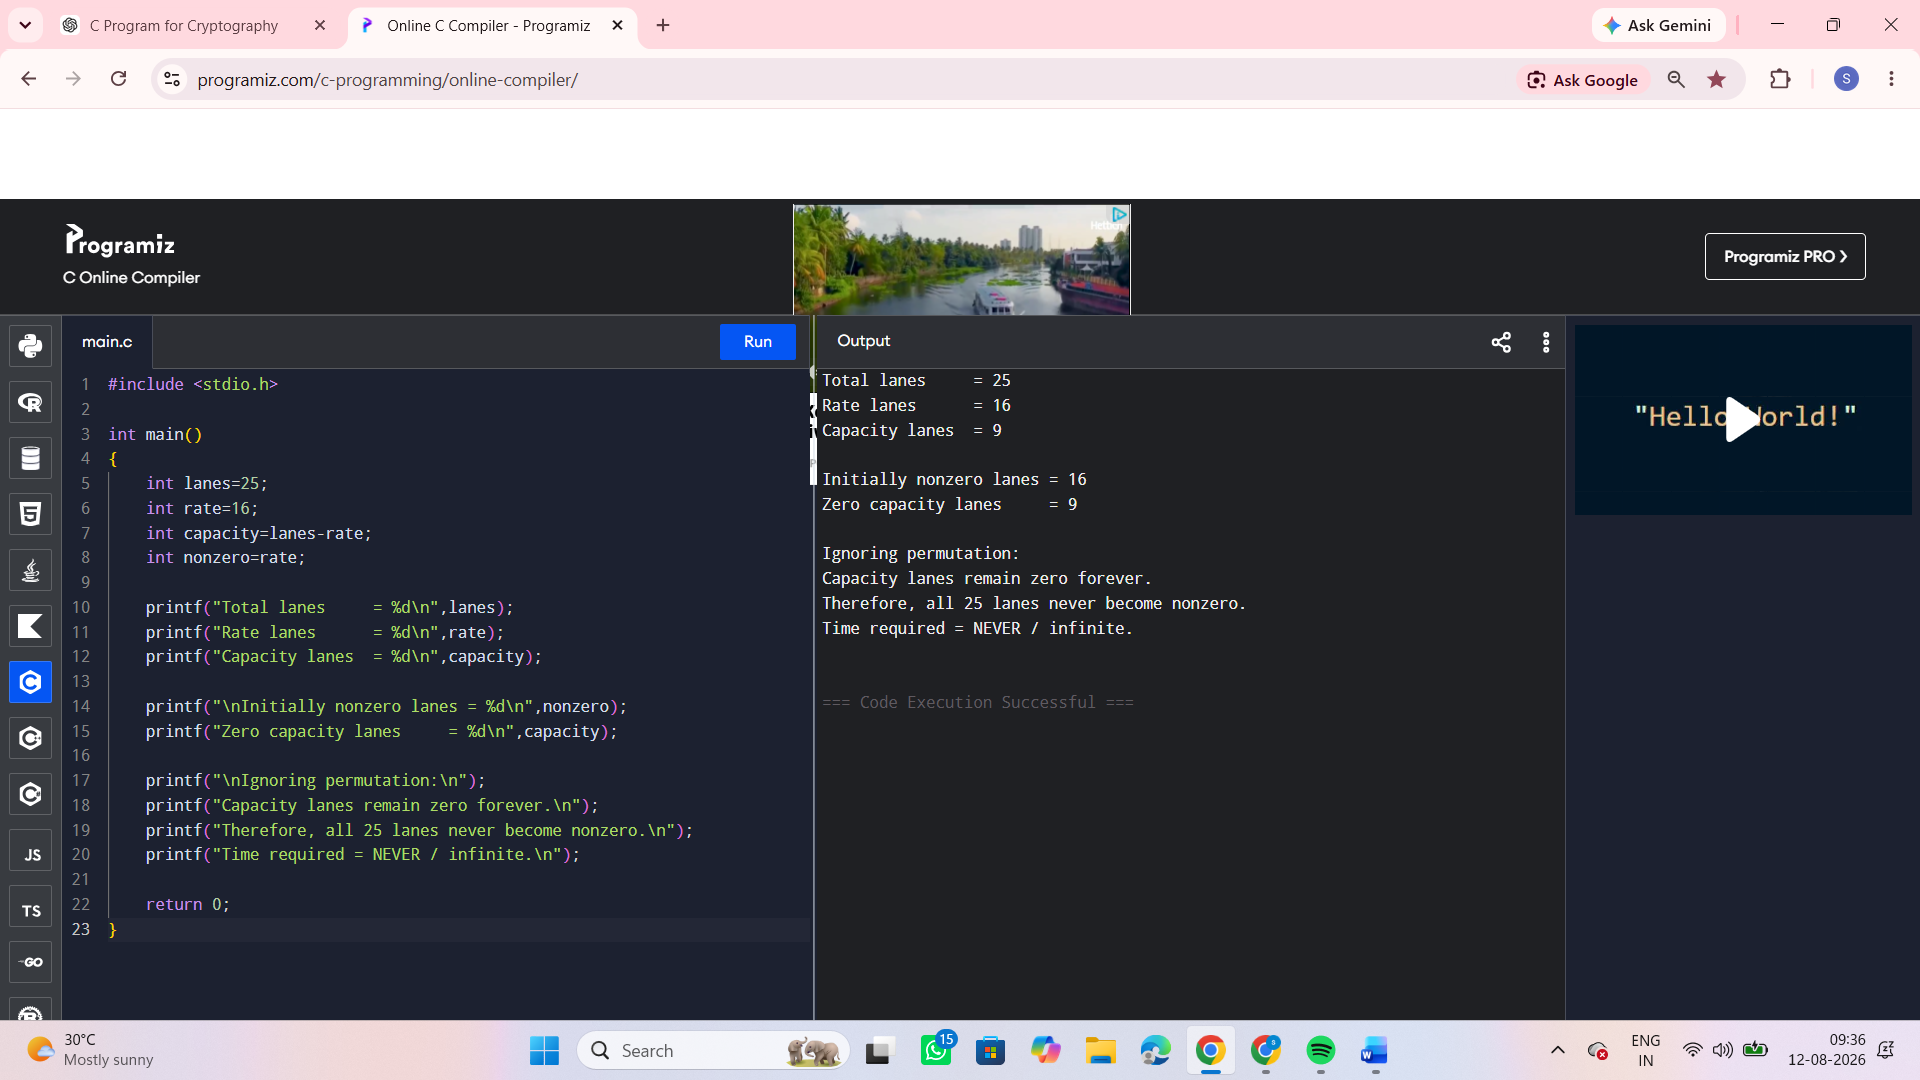 C Program for Cryptography
Online C Compiler - Programiz
Ask Gemini
programiz.com/c-programming/online-compiler/
Ask Google
S
Programiz
C Online Compiler
Programiz PRO ❯
main.c
Run
Output
1 #include <stdio.h>
2
3 int main()
4 {
5     int lanes=25;
6     int rate=16;
7     int capacity=lanes-rate;
8     int nonzero=rate;
9
10     printf("Total lanes     = %d\n",lanes);
11     printf("Rate lanes      = %d\n",rate);
12     printf("Capacity lanes  = %d\n",capacity);
13
14     printf("\nInitially nonzero lanes = %d\n",nonzero);
15     printf("Zero capacity lanes     = %d\n",capacity);
16
17     printf("\nIgnoring permutation:\n");
18     printf("Capacity lanes remain zero forever.\n");
19     printf("Therefore, all 25 lanes never become nonzero.\n");
20     printf("Time required = NEVER / infinite.\n");
21
22     return 0;
23 }
Total lanes     = 25
Rate lanes      = 16
Capacity lanes  = 9
Initially nonzero lanes = 16
Zero capacity lanes     = 9
Ignoring permutation:
Capacity lanes remain zero forever.
Therefore, all 25 lanes never become nonzero.
Time required = NEVER / infinite.
=== Code Execution Successful ===
"Hello World!"
JS
TS
GO
30°C
Mostly sunny
Search
15
ENG
IN
09:36
12-08-2026